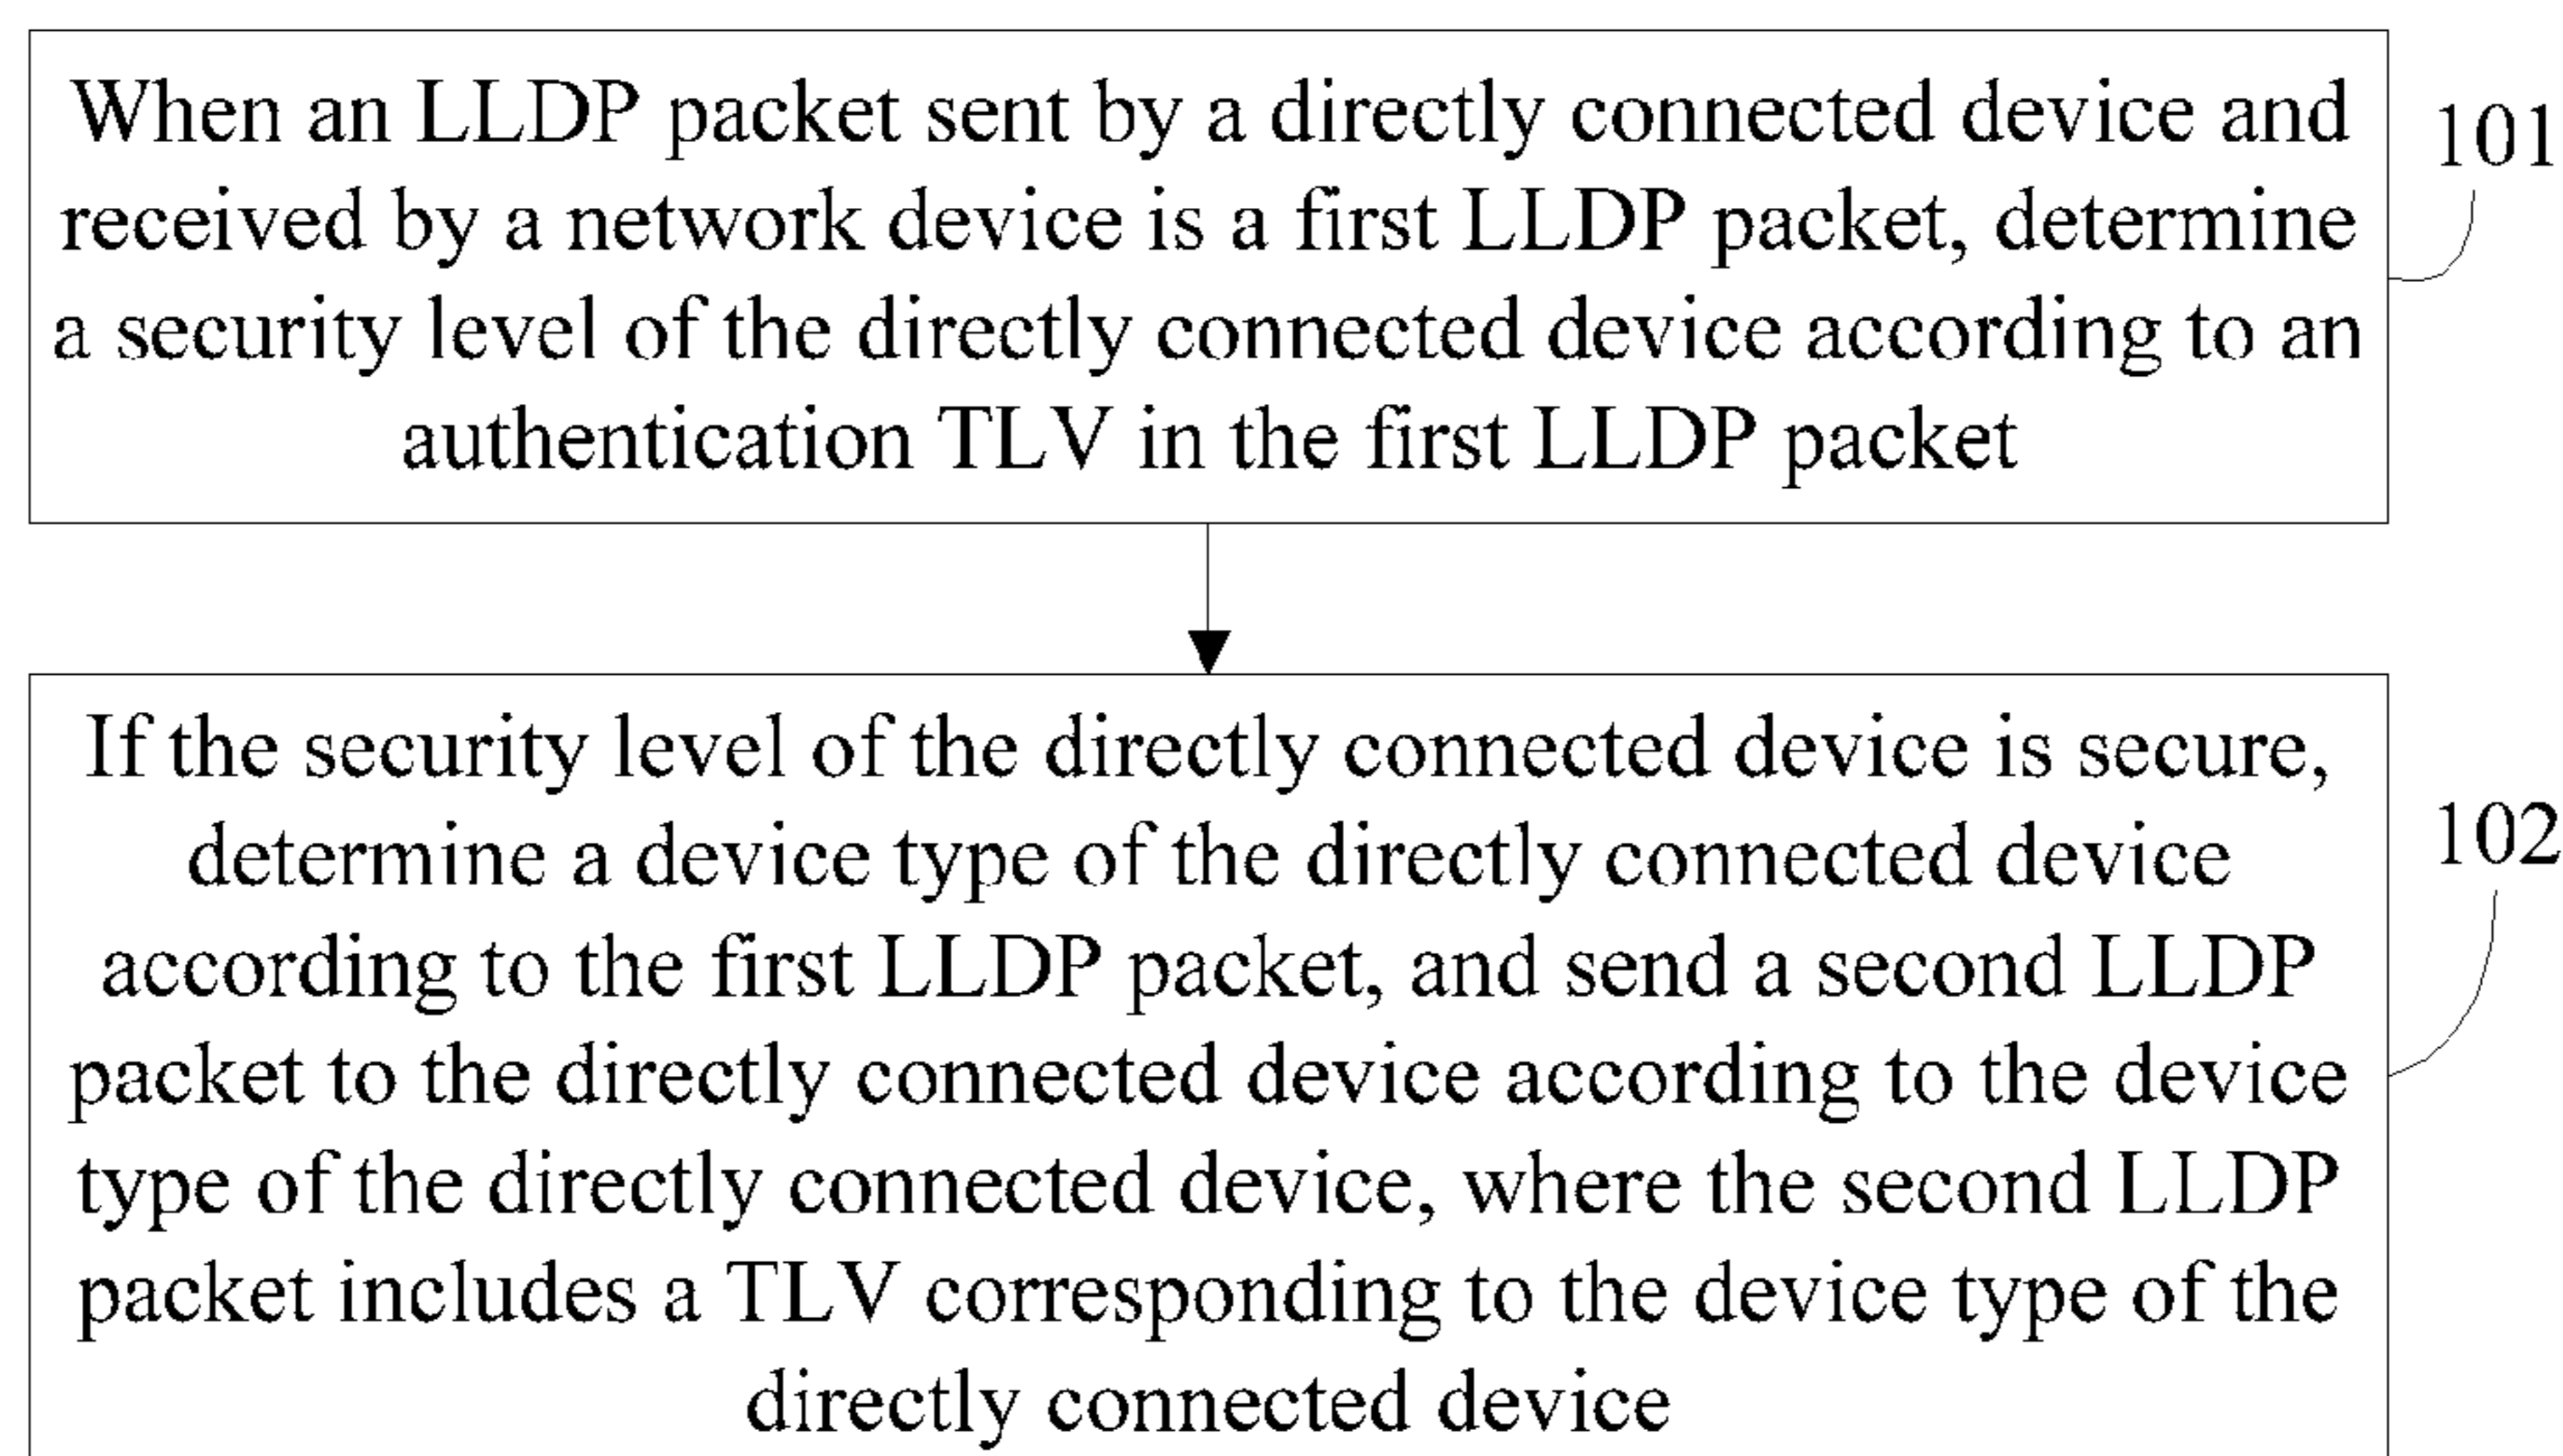 When an LLDP packet sent by a directly connected device and
received by a network device is a first LLDP packet, determine
a security level of the directly connected device according to an
authentication TLV in the first LLDP packet
101
If the security level of the directly connected device is secure,
determine a device type of the directly connected device
according to the first LLDP packet, and send a second LLDP
packet to the directly connected device according to the device
type of the directly connected device, where the second LLDP
packet includes a TLV corresponding to the device type of the
directly connected device
102